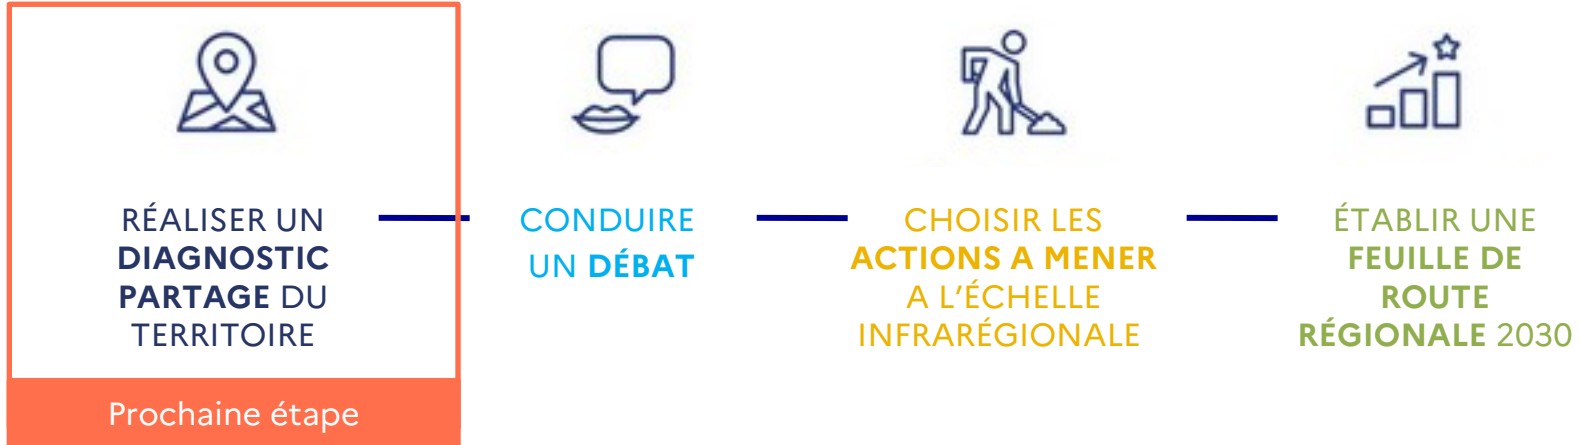 RÉALISER UN
DIAGNOSTIC
PARTAGE DU
TERRITOIRE
Prochaine étape
CONDUIRE
UN DÉBAT
CHOISIR LES
ACTIONS A MENER
A L’ÉCHELLE
INFRARÉGIONALE
ÉTABLIR UNE
FEUILLE DE
ROUTE
RÉGIONALE 2030